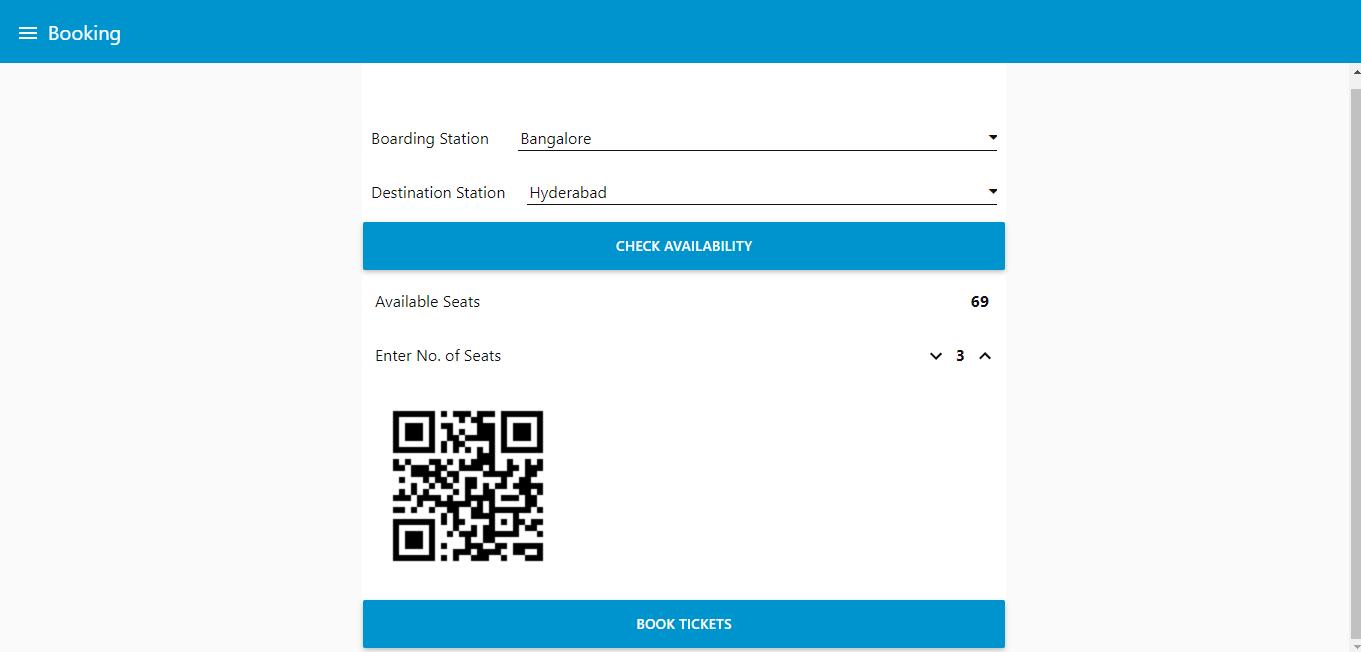 Booking
Boarding Station Bangalore
Destination Station Hyderabad
CHECK AVAILABILITY
Available Seats 69
Enter No. of Seats 3
BOOK TICKETS